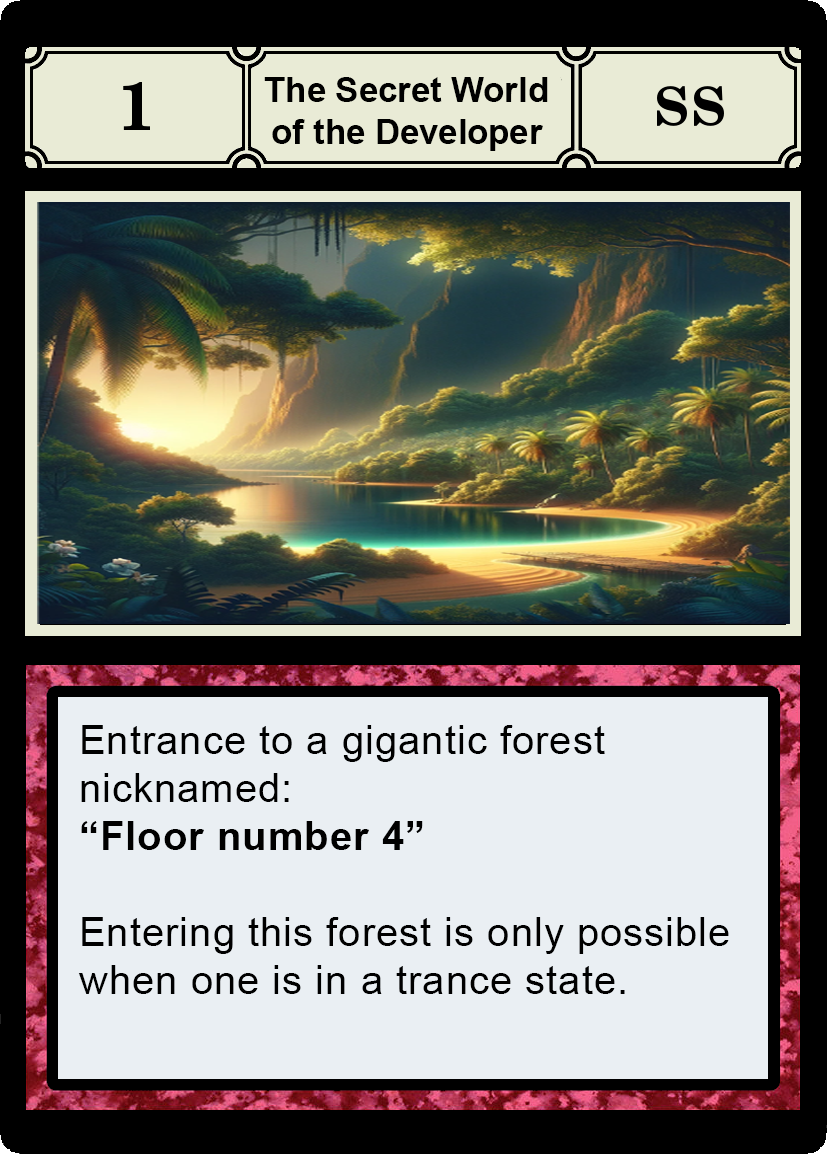 1
The Secret World
of the Developer
SS
Entrance to a gigantic forest
nicknamed:
“Floor number 4”
Entering this forest is only possible
when one is in a trance state.